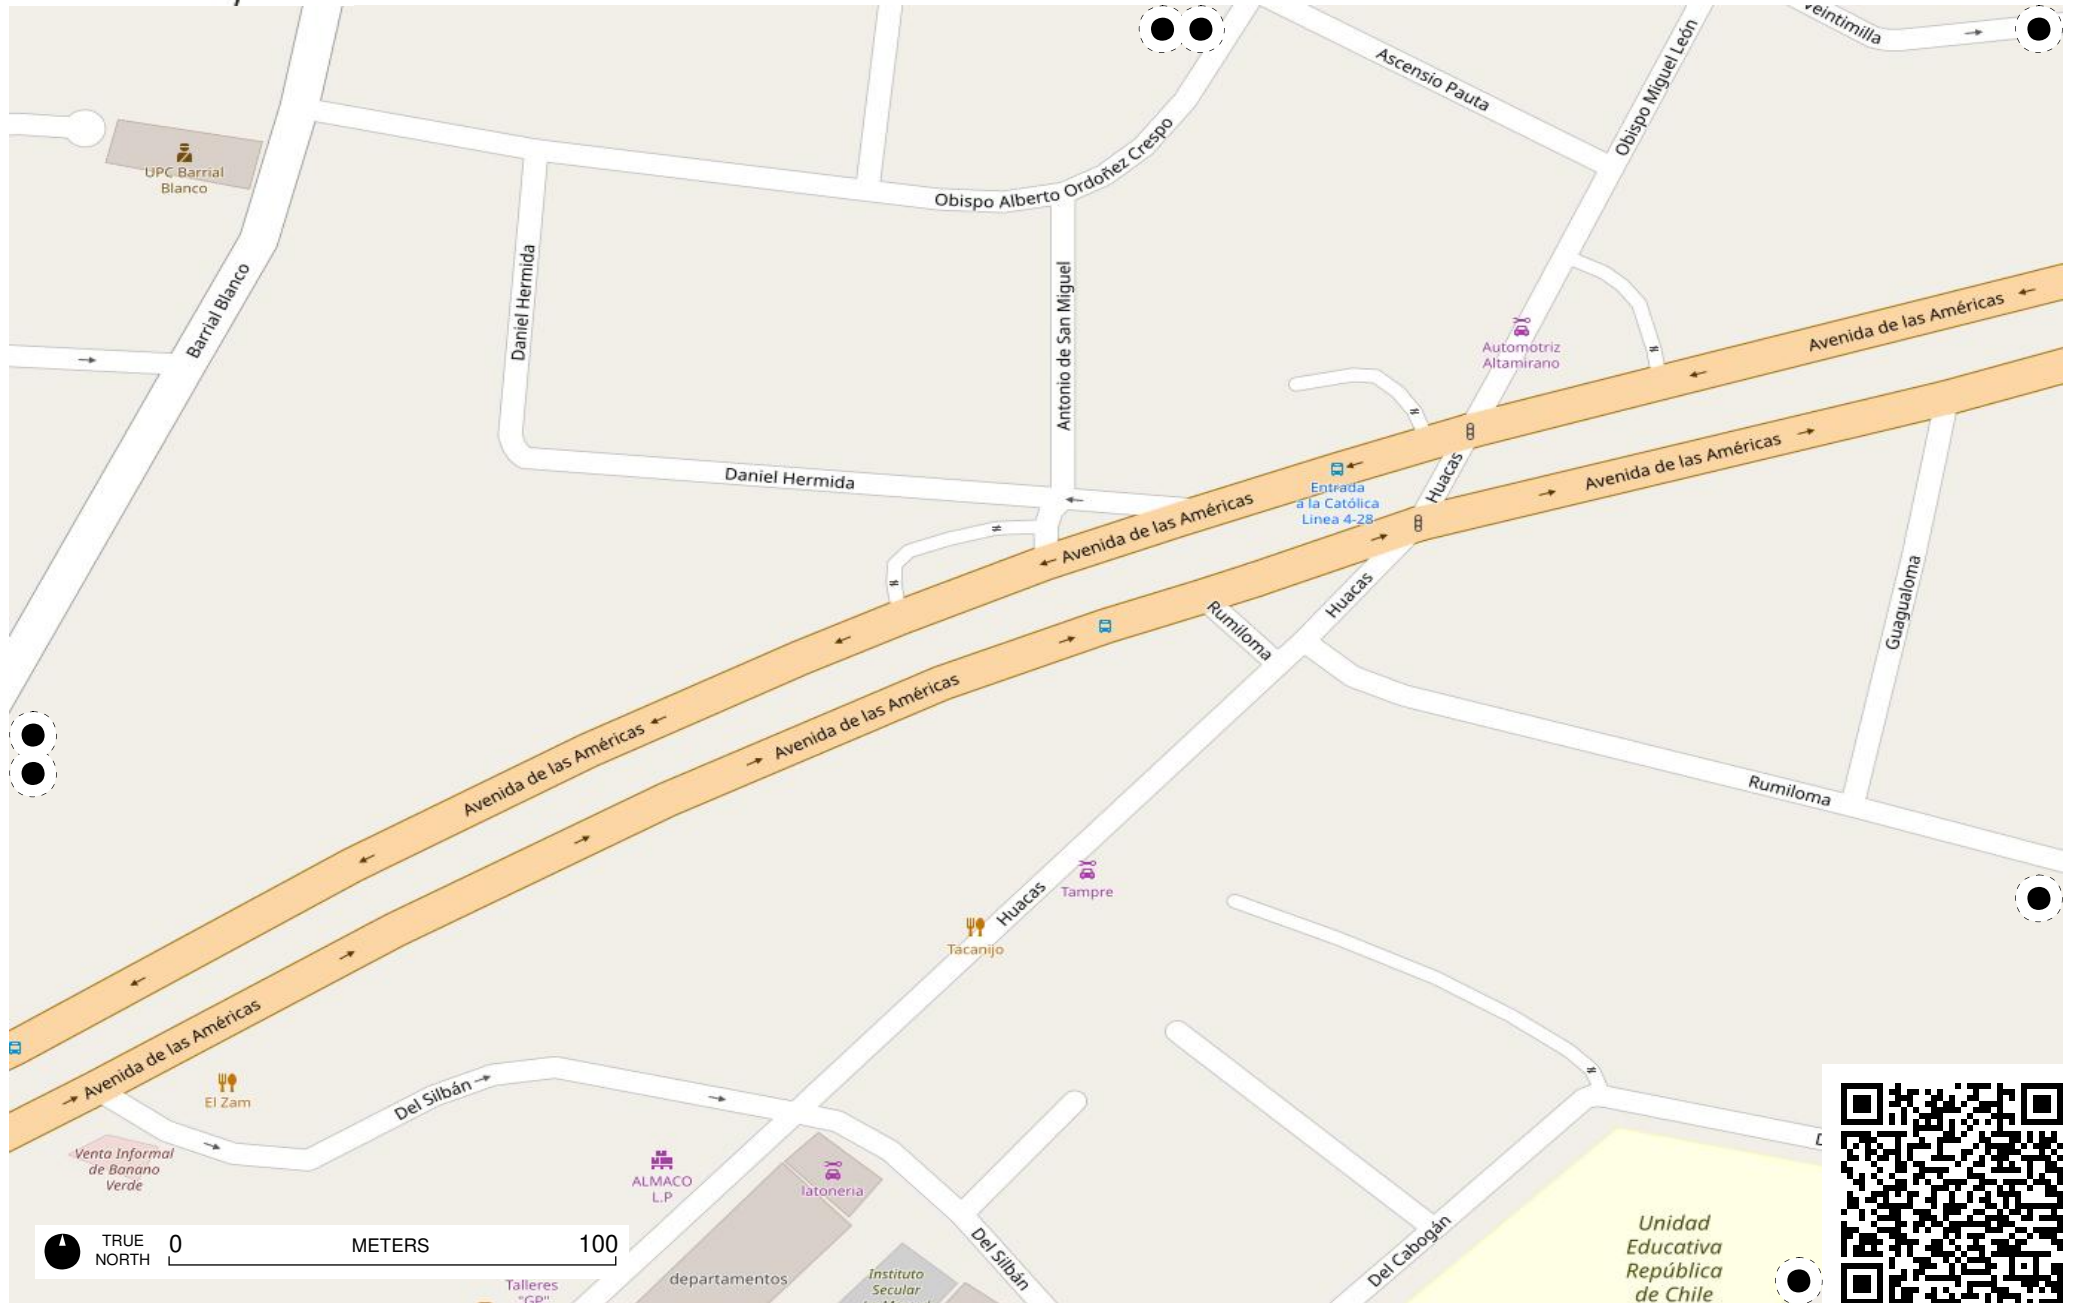 Veintimilla
Ascensio Pauta
Obispo Miguel León
UPC Barrial
Blanco
Obispo Alberto Ordoñez Crespo
Barrial Blanco
Daniel Hermida
Antonio de San Miguel
Automotriz
Altamirano
Avenida de las Américas
Daniel Hermida
Entrada
a la Católica
Linea 4-28
Huacas
Avenida de las Américas
Avenida de las Américas
Rumiloma
Huacas
Guagualoma
Avenida de las Américas
Avenida de las Américas
Rumiloma
Tampre
Huacas
Tacanijo
Avenida de las Américas
El Zam
Del Silbán
Venta Informal
de Banano
Verde
ALMACO
L.P
latoneria
Del Silbán
Del Cabogán
Unidad
Educativa
República
de Chile
TRUE
NORTH
0 METERS 100
departamentos
Instituto
Secular
Talleres
"GP"